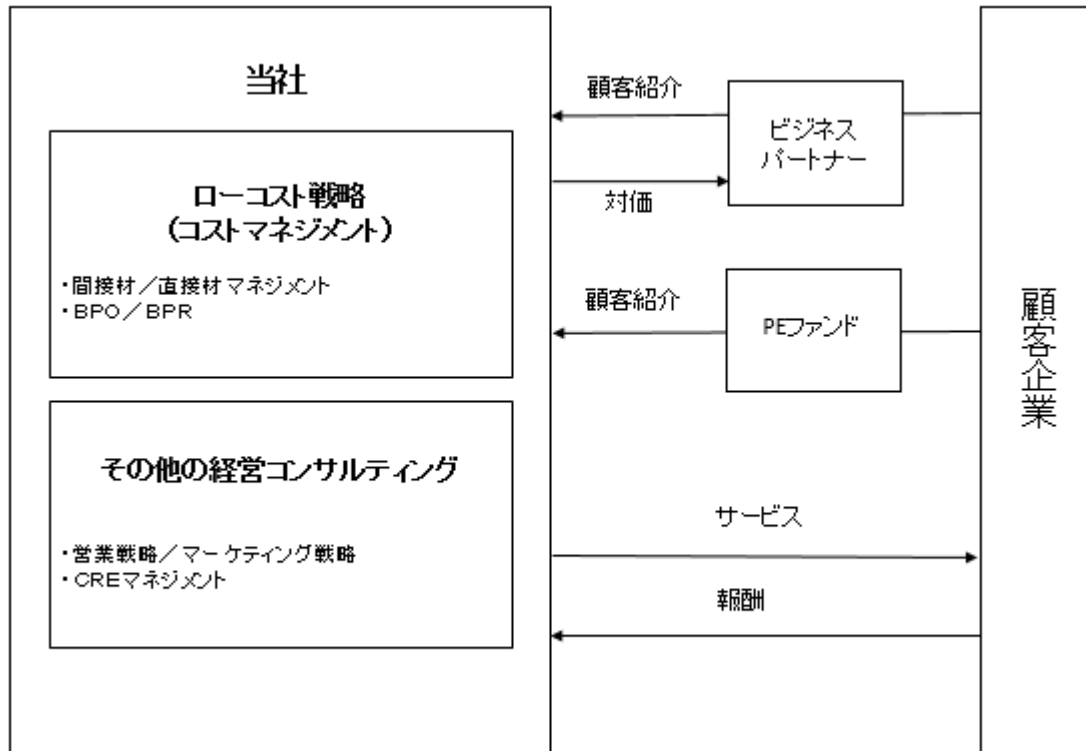 当社
ローコスト戦略
（コストマネジメント）
・間接材／直接材マネジメント
・BPO／BPR
その他の経営コンサルティング
・営業戦略／マーケティング戦略
・CREマネジメント
顧客紹介
対価
ビジネス
パートナー
顧客紹介
PEファンド
サービス
報酬
顧客企業